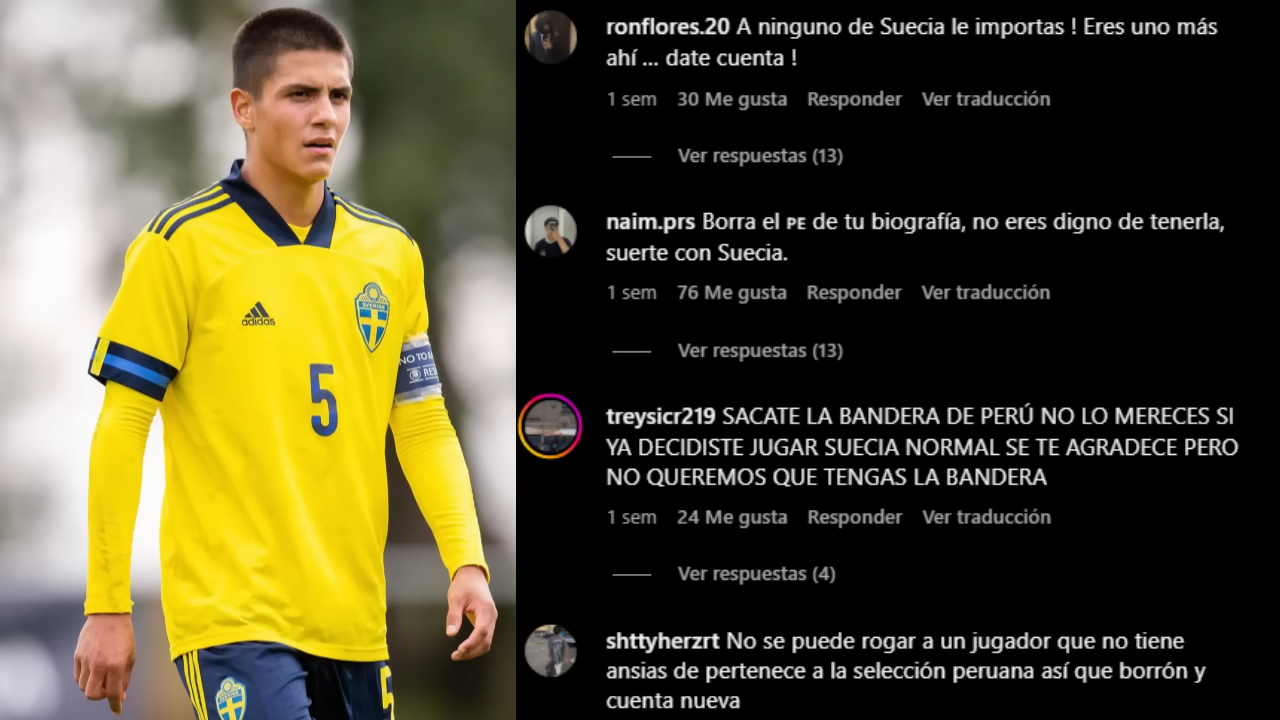 ronflores.20 A ninguno de Suecia le importas ! Eres uno más
ahí ... date cuenta !
1 sem 30 Me gusta Responder Ver traducción
Ver respuestas (13)
naim.prs Borra el PE de tu biografía, no eres digno de tenerla,
suerte con Suecia.
1 sem 76 Me gusta Responder Ver traducción
Ver respuestas (13)
treysicr219 SACATE LA BANDERA DE PERÚ NO LO MERECES SI
YA DECIDISTE JUGAR SUECIA NORMAL SE TE AGRADECE PERO
NO QUEREMOS QUE TENGAS LA BANDERA
1 sem 24 Me gusta Responder Ver traducción
Ver respuestas (4)
shttyherzrt No se puede rogar a un jugador que no tiene
ansias de pertenece a la selección peruana así que borrón y
cuenta nueva
adidas
SVERIGE
5
NO TO
RES
5